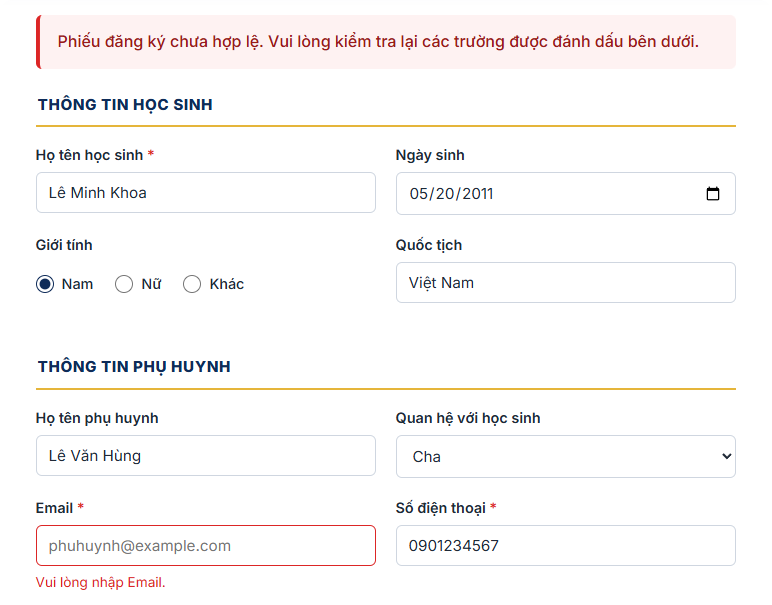 Phiếu đăng ký chưa hợp lệ. Vui lòng kiểm tra lại các trường được đánh dấu bên dưới.
THÔNG TIN HỌC SINH
Họ tên học sinh *
Ngày sinh
Lê Minh Khoa
05/20/2011
Giới tính
Quốc tịch
Nam Nữ Khác
Việt Nam
THÔNG TIN PHỤ HUYNH
Họ tên phụ huynh
Quan hệ với học sinh
Lê Văn Hùng
Cha
Email *
Số điện thoại *
phuhuynh@example.com
0901234567
Vui lòng nhập Email.